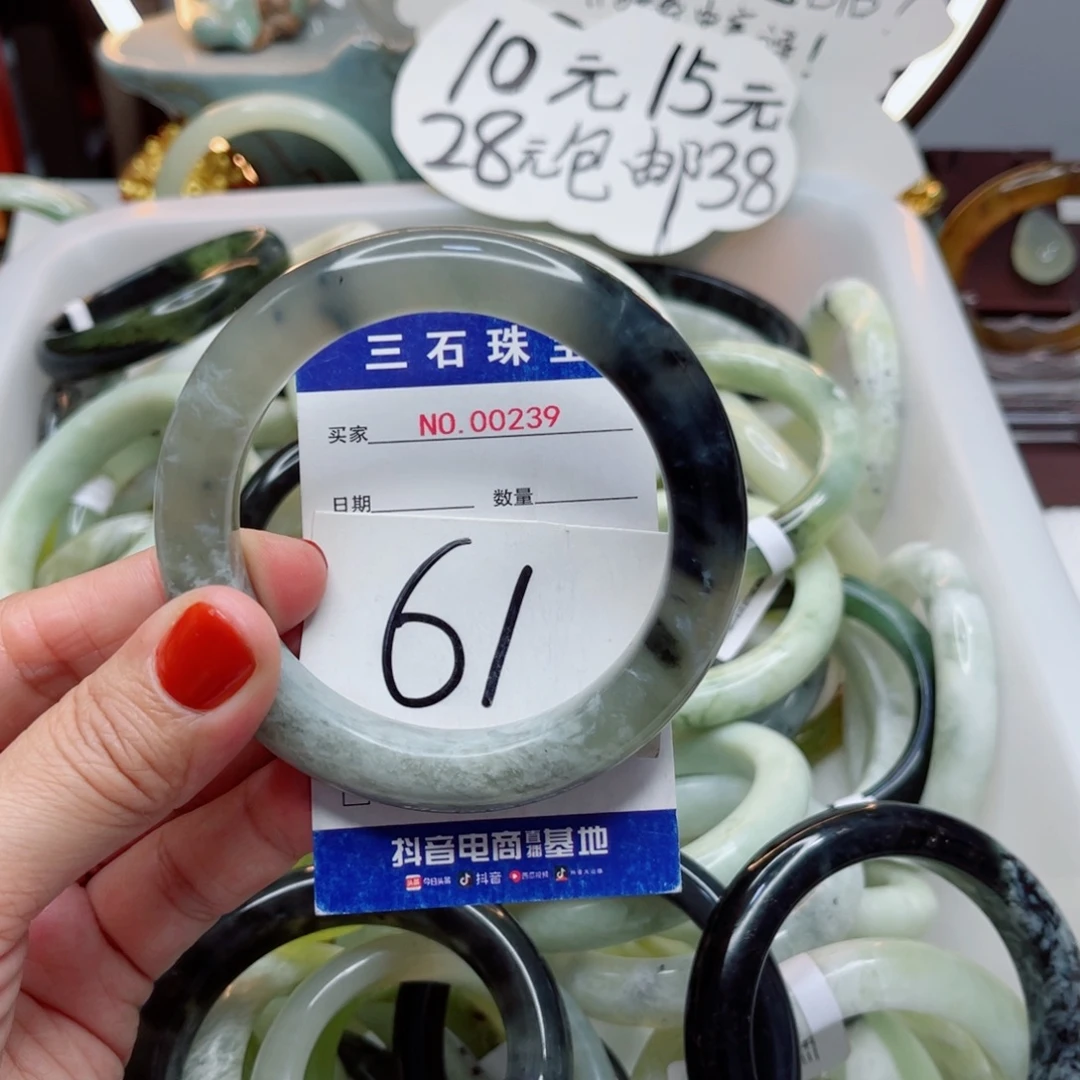 10元 15元
28元包邮38
三石珠
买家 NO.00239
日期 数量
61
抖音电商直播基地
今日头条 抖音 西瓜视频